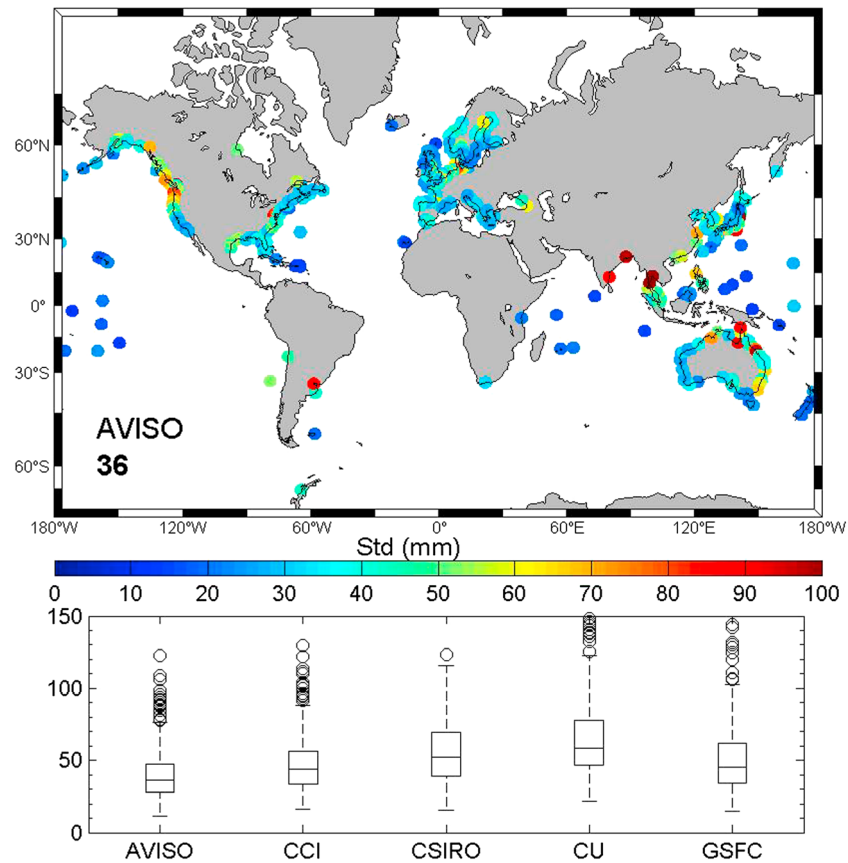 60°N
30°N
0°
30°S
60°S
AVISO
36
180°W 120°W 60°W 0° 60°E 120°E 180°W
Std (mm)
0 10 20 30 40 50 60 70 80 90 100
150
100
50
0
AVISO CCI CSIRO CU GSFC